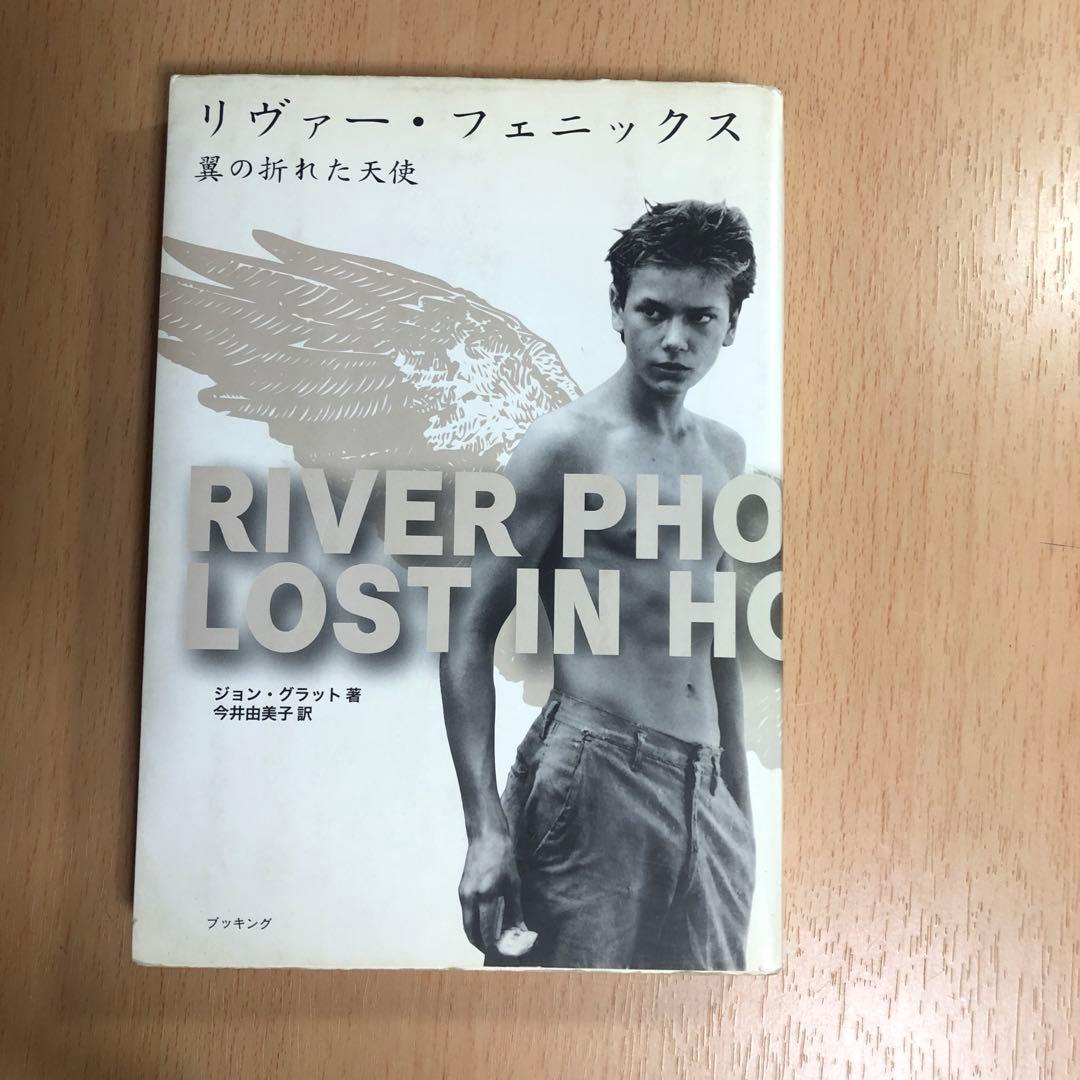 リヴァー・フェニックス
翼の折れた天使
RIVER PHO
LOST IN HO
ジョン・グラット 著
今井由美子 訳
ブッキング